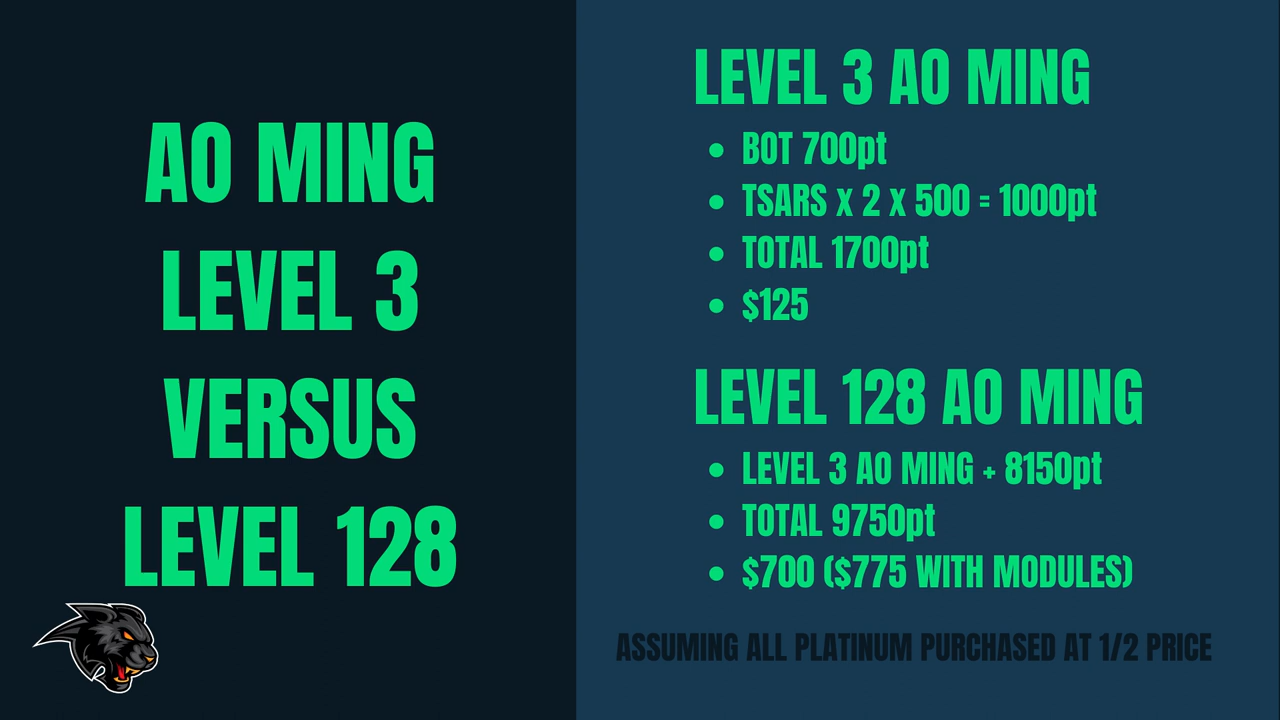 AO MING
LEVEL 3
VERSUS
LEVEL 128
LEVEL 3 AO MING
• BOT 700pt
• TSARS x 2 x 500 = 1000pt
• TOTAL 1700pt
• $125
LEVEL 128 AO MING
• LEVEL 3 AO MING + 8150pt
• TOTAL 9750pt
• $700 ($775 WITH MODULES)
ASSUMING ALL PLATINUM PURCHASED AT 1/2 PRICE